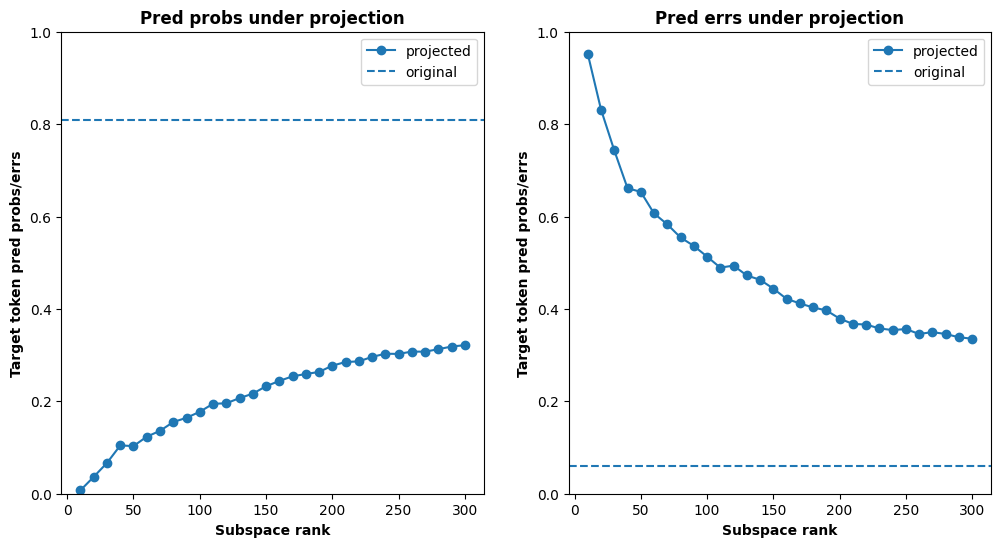 Pred probs under projection
projected
original
Target token pred probs/errs
1.0
0.8
0.6
0.4
0.2
0.0
0
50
100
150
200
250
300
Subspace rank
Pred errs under projection
projected
original
Target token pred probs/errs
1.0
0.8
0.6
0.4
0.2
0.0
0
50
100
150
200
250
300
Subspace rank